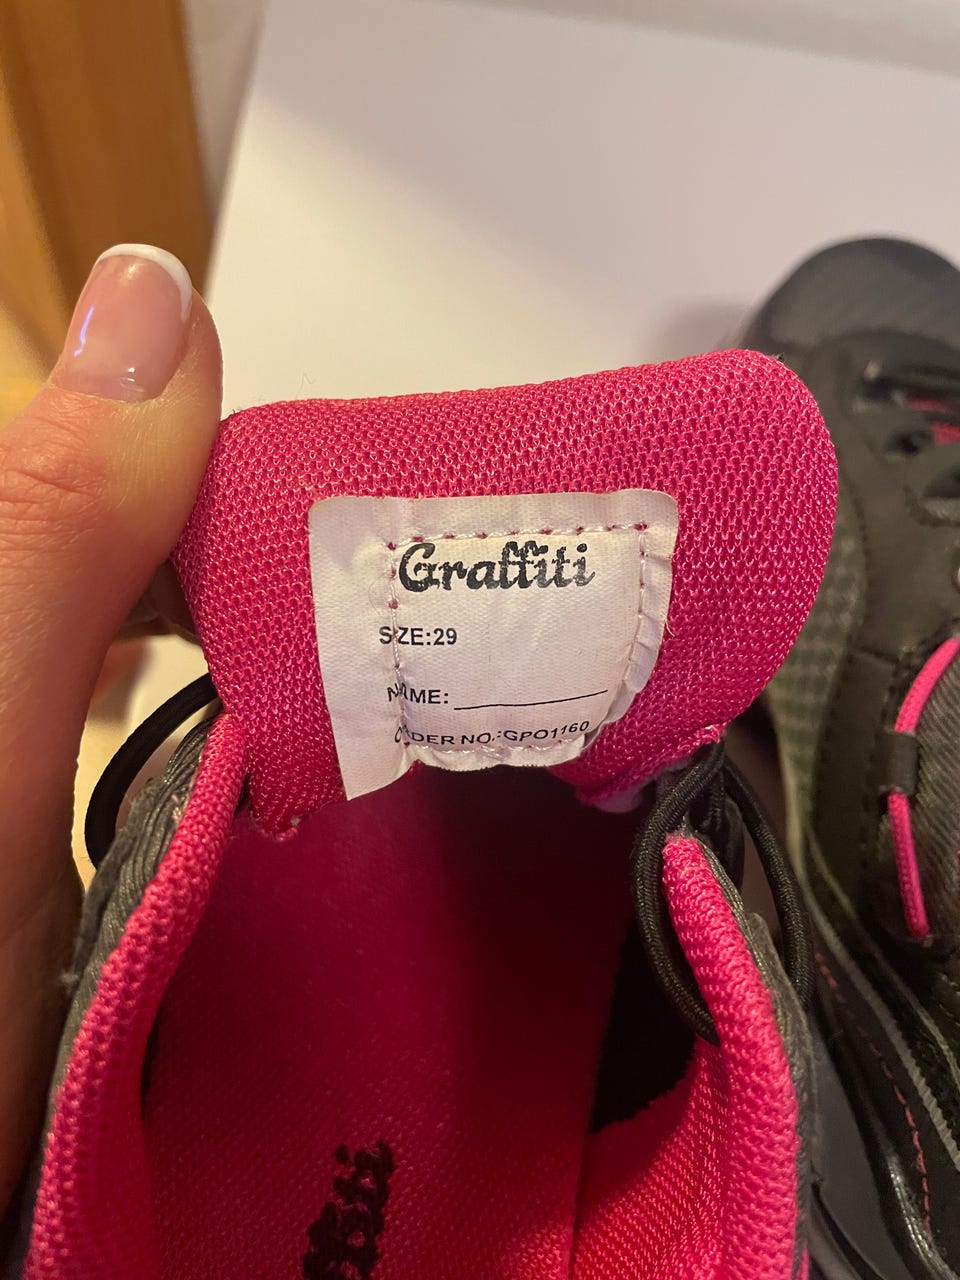 Graffiti
SIZE:29
NAME:
ORDER NO.:GPO1160